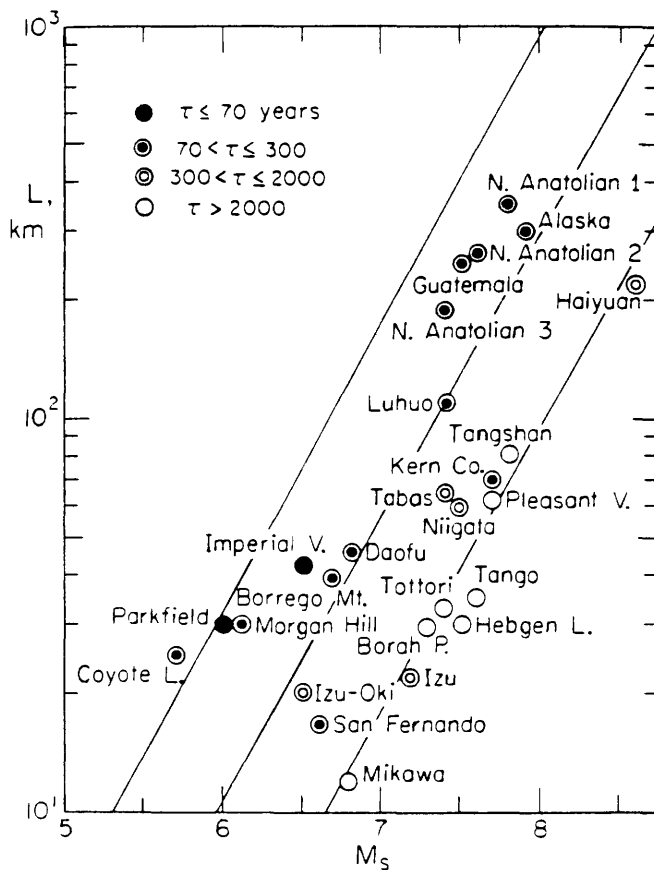 10³
τ ≤ 70 years
70 < τ ≤ 300
300 < τ ≤ 2000
τ > 2000
L,
km
N. Anatolian 1
Alaska
N. Anatolian 2
Guatemala
Haiyuan
N. Anatolian 3
10²
Luhuo
Tangshan
Kern Co.
Tabas
Pleasant V.
Niigata
Imperial V.
Daofu
Borrego Mt.
Tottori
Tango
Parkfield
Morgan Hill
Borah P.
Hebgen L.
Coyote L.
Izu-Oki
Izu
San Fernando
Mikawa
10¹
5
6
7
8
Ms